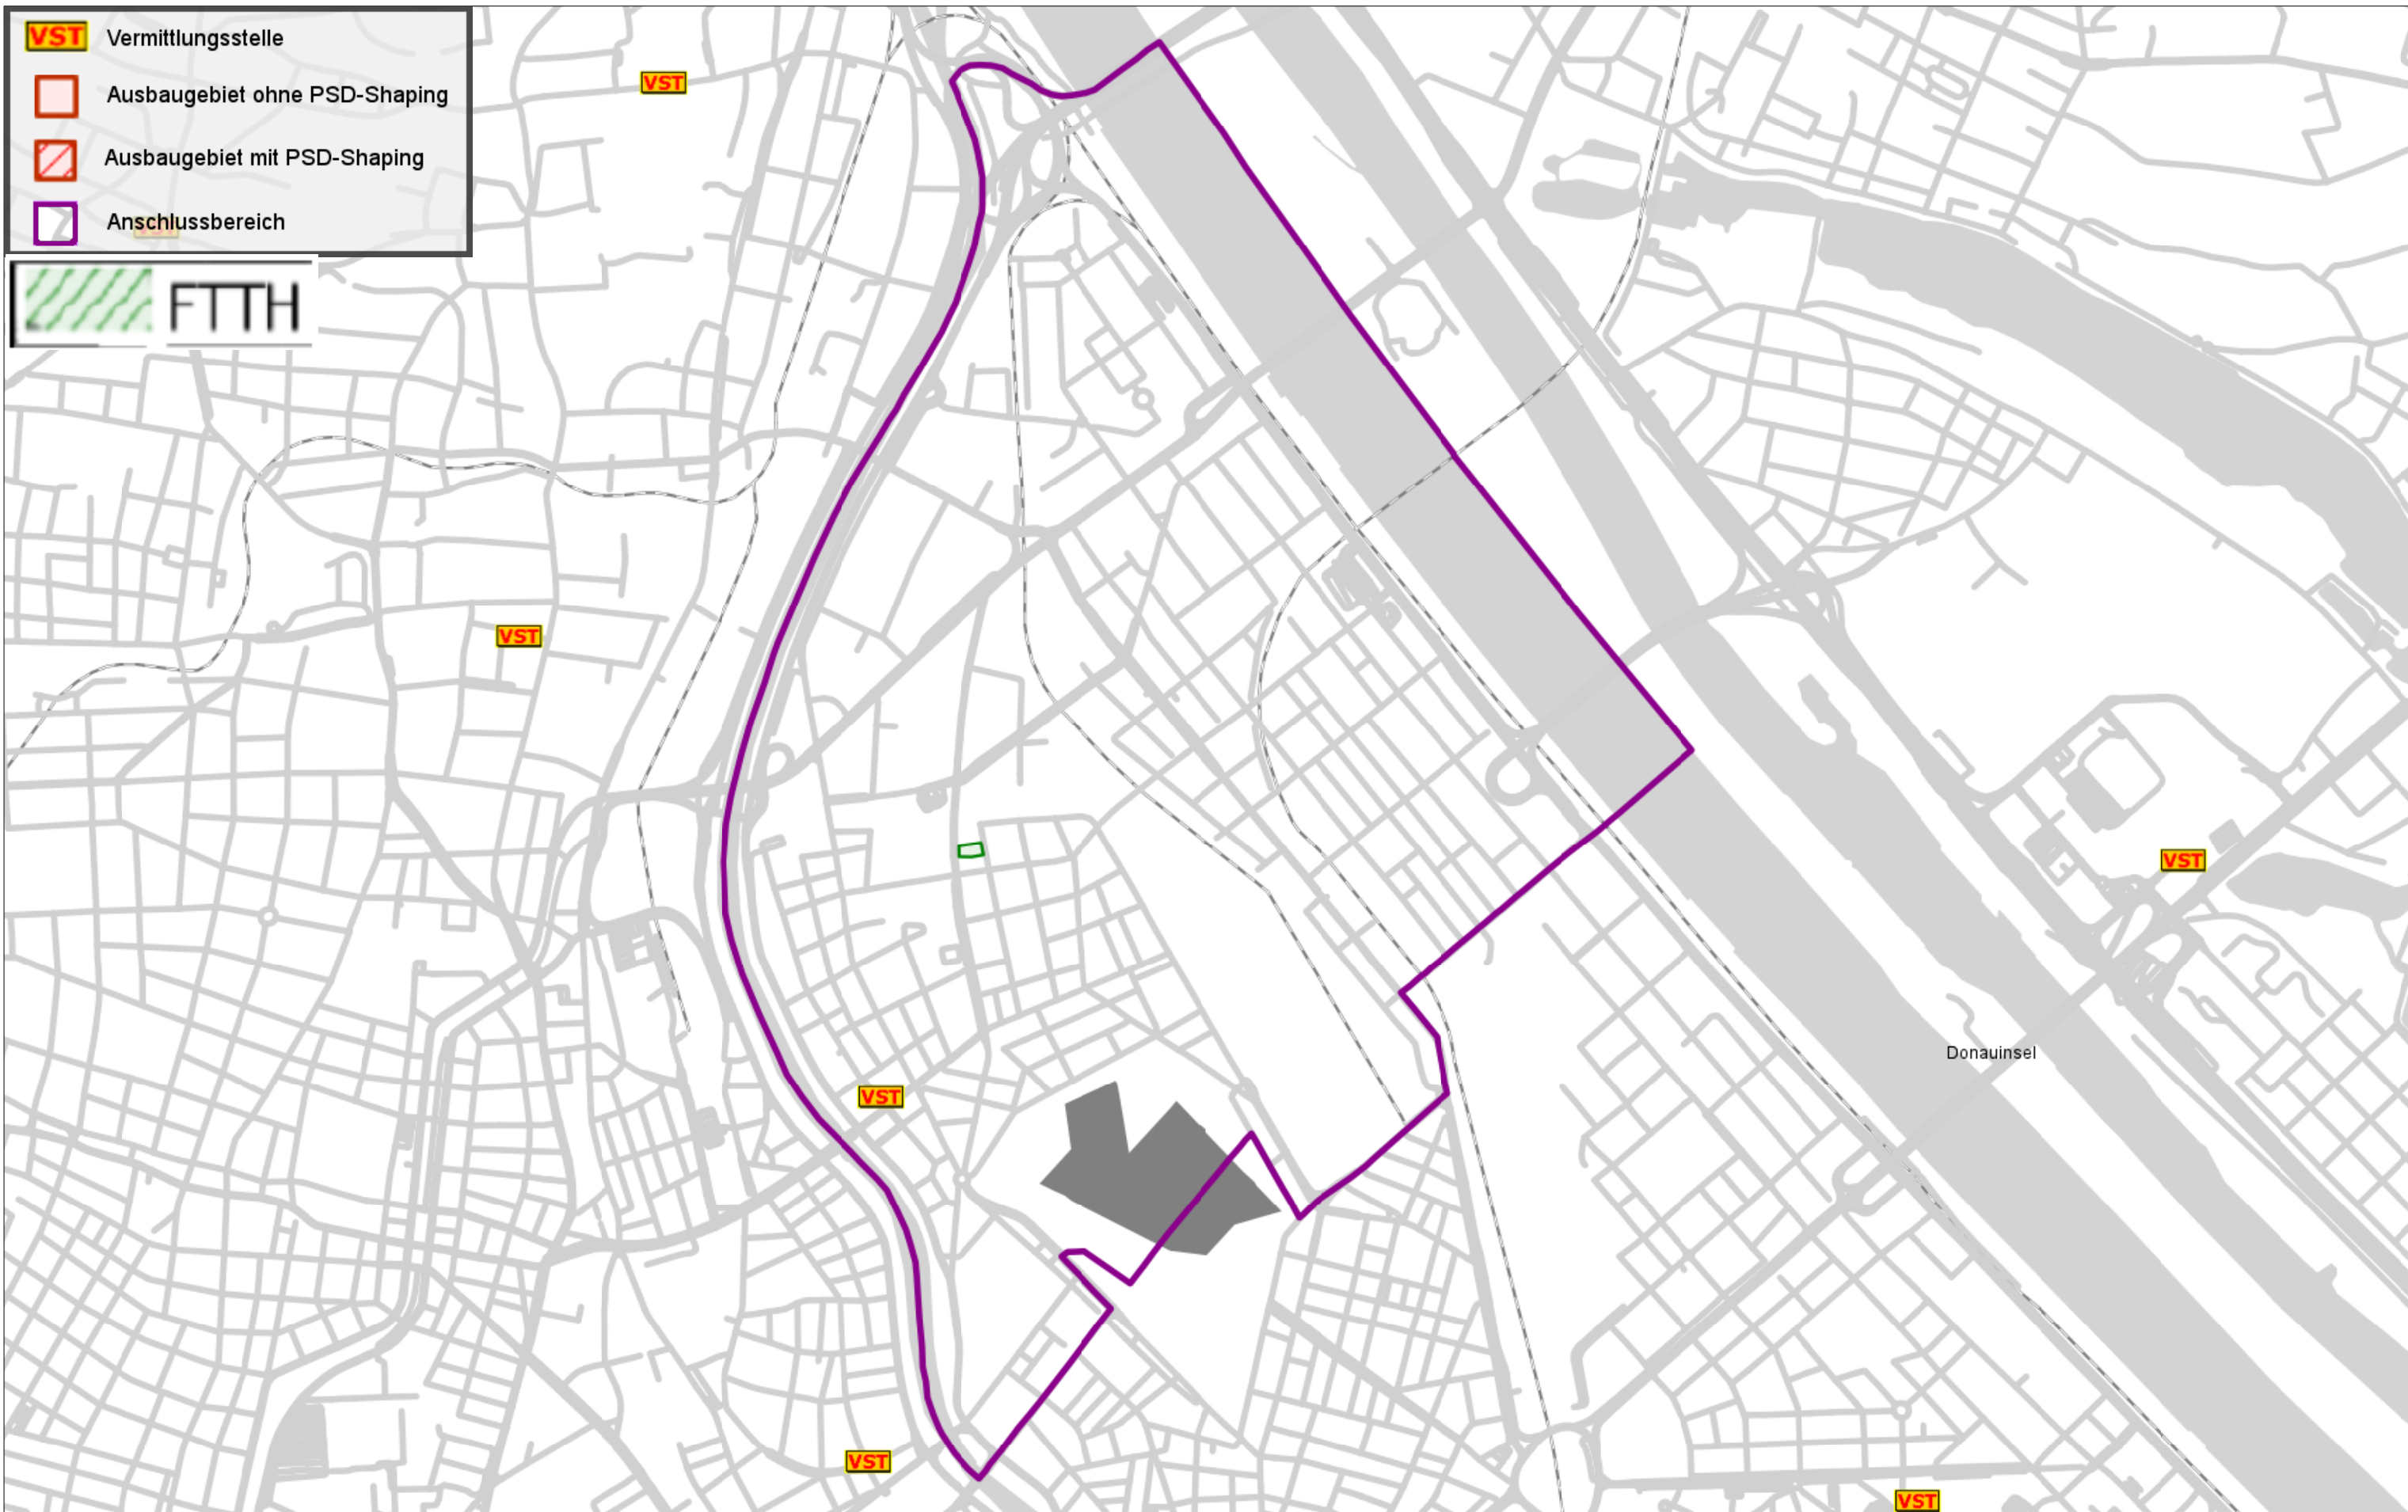 VST Vermittlungsstelle
Ausbaugebiet ohne PSD-Shaping
Ausbaugebiet mit PSD-Shaping
Anschlussbereich
VST
FTTH
VST
VST
VST
VST
Donauinsel
VST
VST